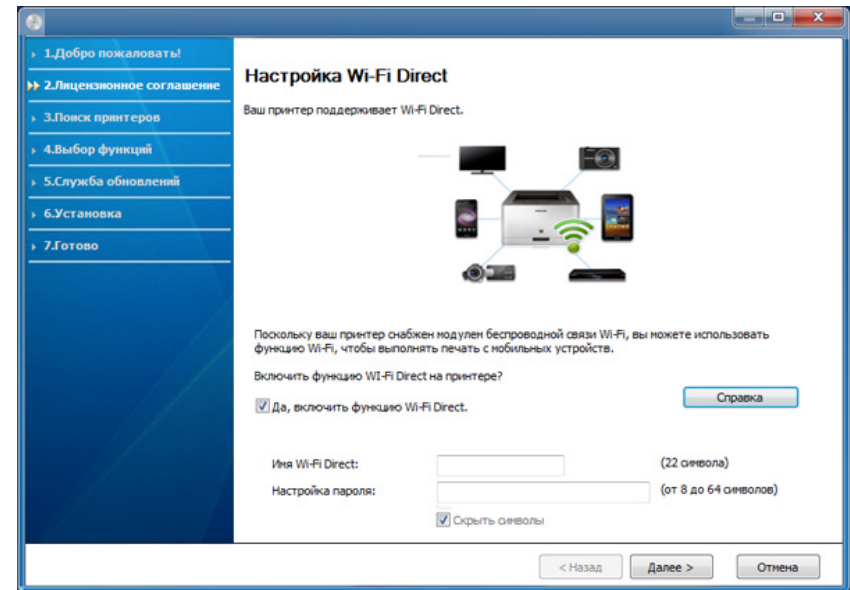 1.Добро пожаловать!
2.Лицензионное соглашение
3.Поиск принтеров
4.Выбор функций
5.Служба обновлений
6.Установка
7.Готово
Настройка Wi-Fi Direct
Ваш принтер поддерживает Wi-Fi Direct.
Поскольку ваш принтер снабжен модулем беспроводной связи Wi-Fi, вы можете использовать
функцию Wi-Fi, чтобы выполнять печать с мобильных устройств.
Включить функцию WI-Fi Direct на принтере?
Справка
Да, включить функцию Wi-Fi Direct.
Имя Wi-Fi Direct: (22 символа)
Настройка пароля: (от 8 до 64 символов)
Скрыть символы
< Назад Далее > Отмена